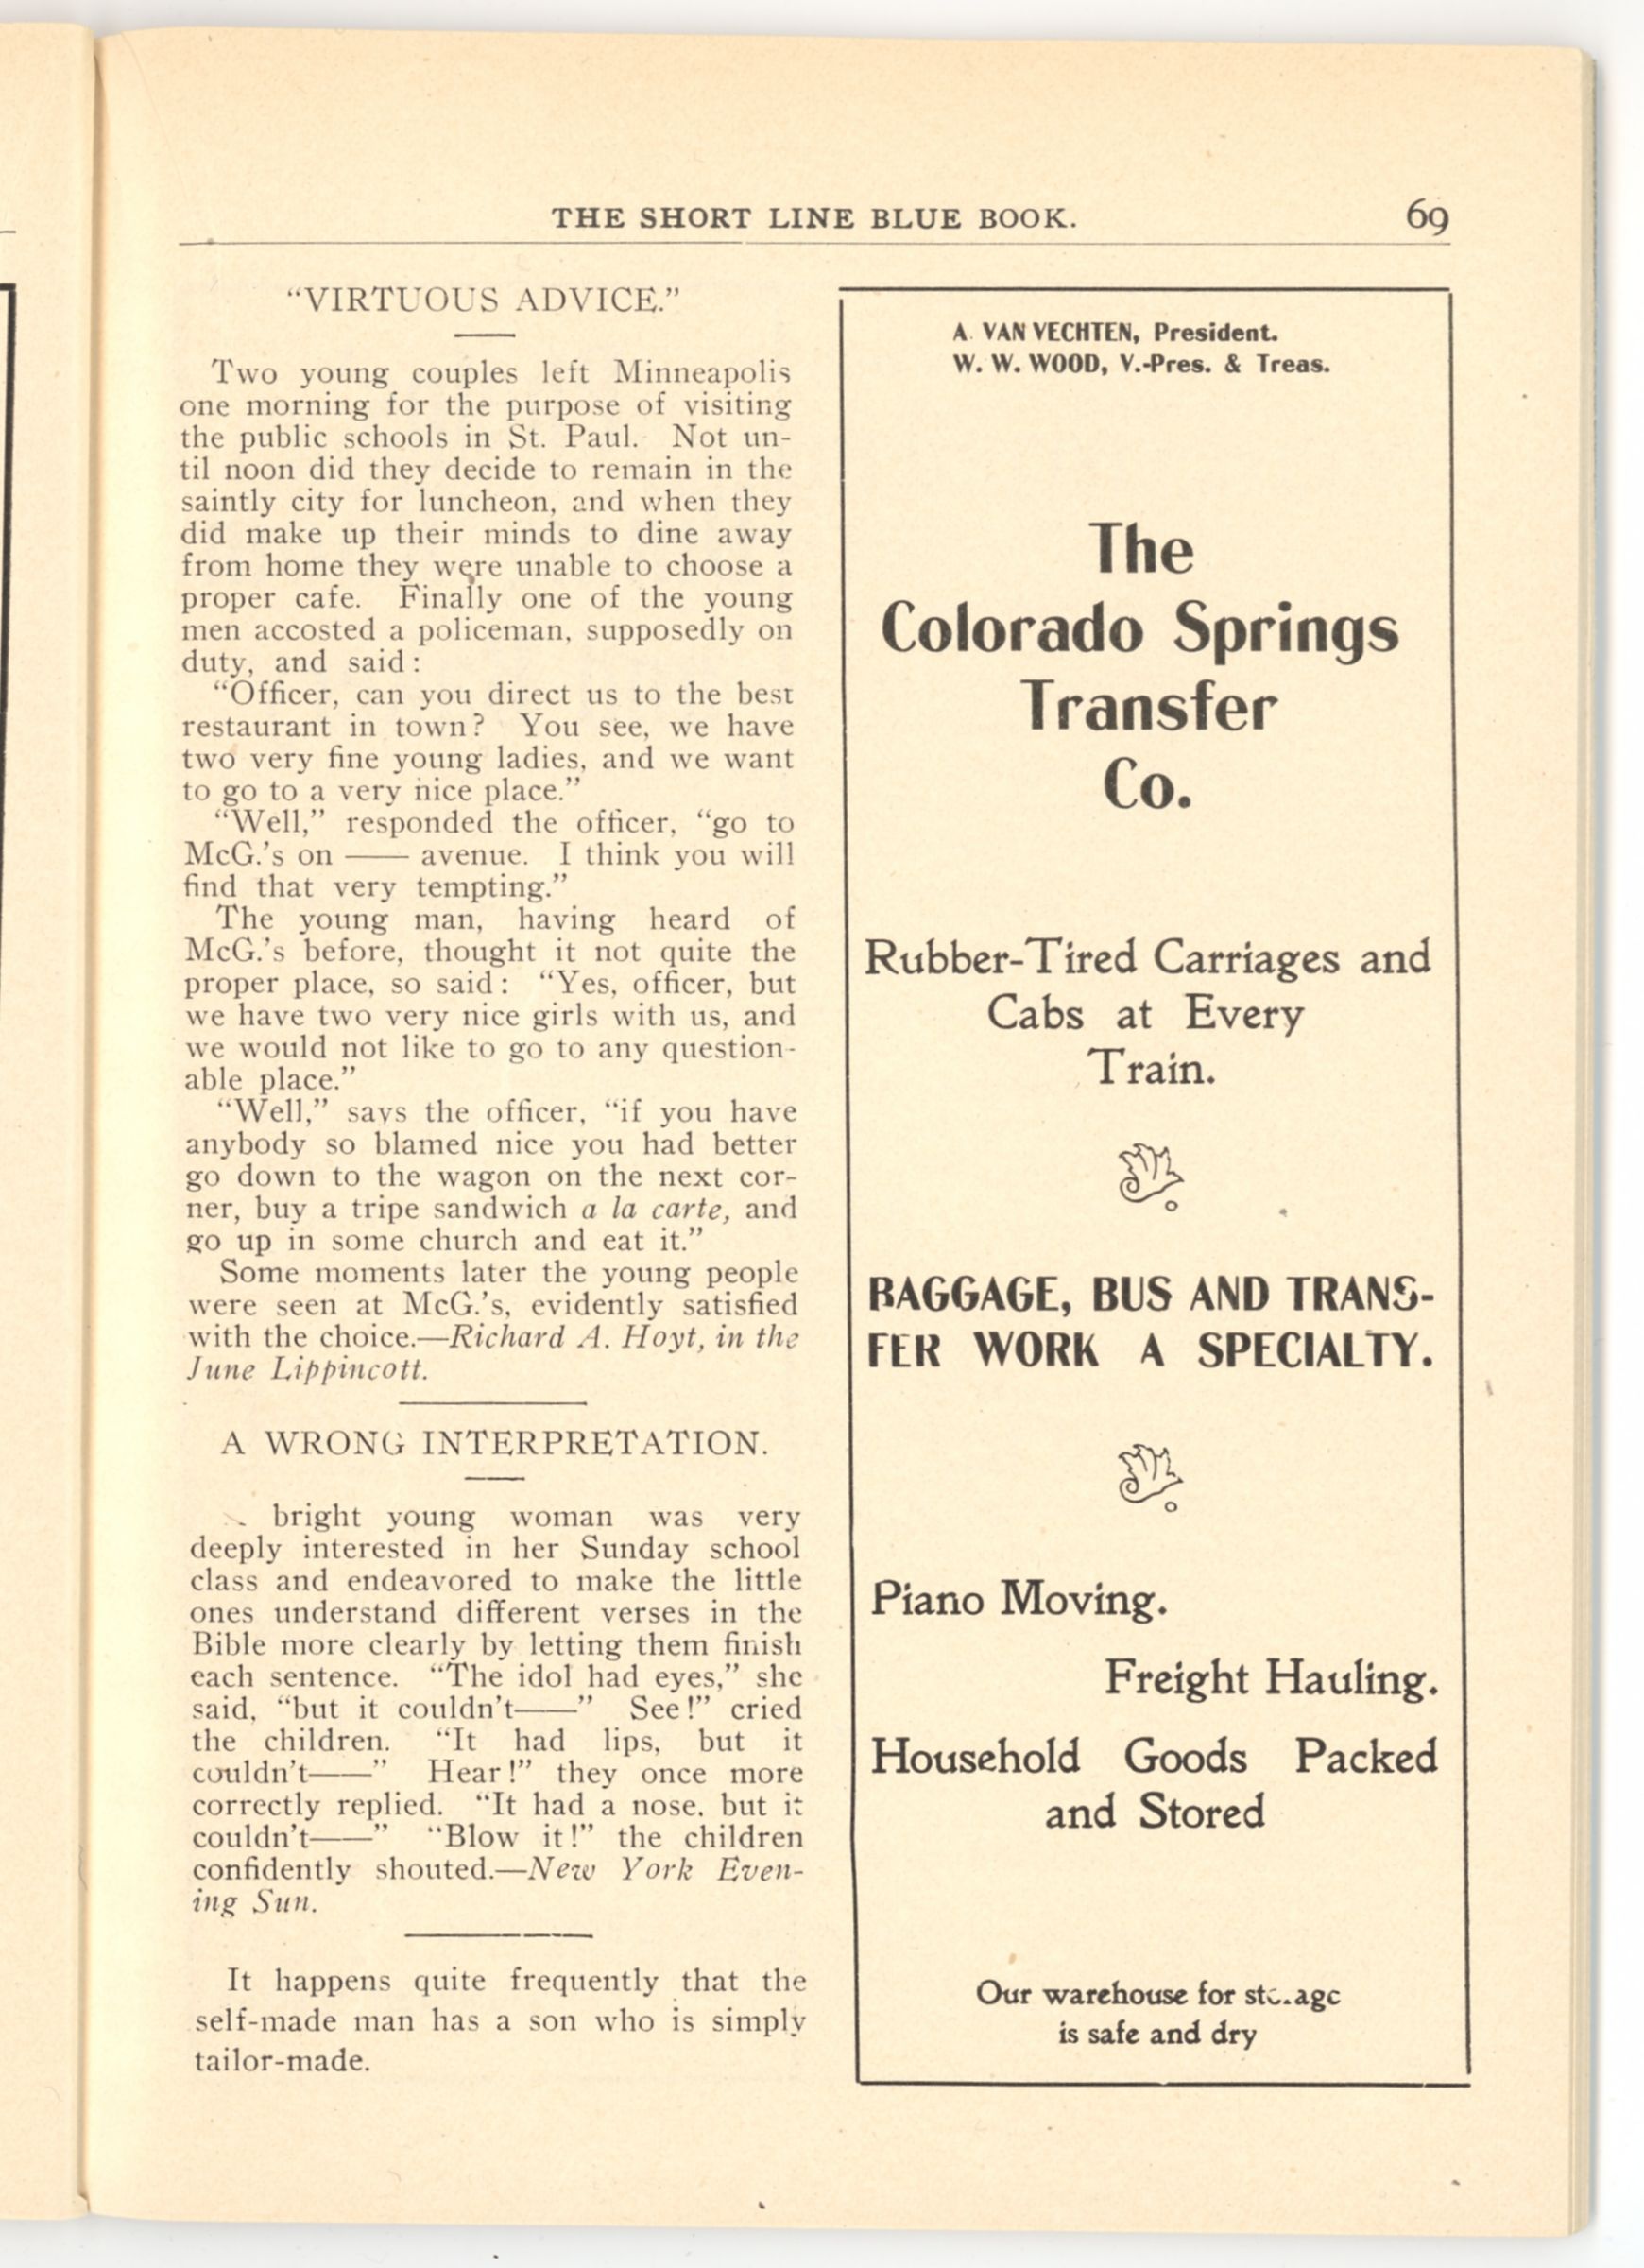 THE SHORT LINE BLUE BOOK. 69
“VIRTUOUS ADVICE.”
Two young couples left Minneapolis
one morning for the purpose of visiting
the public schools in St. Paul. Not un-
til noon did they decide to remain in the
saintly city for luncheon, and when they
did make up their minds to dine away
from home they were unable to choose a
proper cafe. Finally one of the young
men accosted a policeman, supposedly on
duty, and said:
“Officer, can you direct us to the best
restaurant in town? You see, we have
two very fine young ladies, and we want
to go to a very nice place.”
“Well,” responded the officer, “go to
McG.’s on —— avenue. I think you will
find that very tempting.”
The young man, having heard of
McG.’s before, thought it not quite the
proper place, so said: “Yes, officer, but
we have two very nice girls with us, and
we would not like to go to any question-
able place.”
“Well,” says the officer, “if you have
anybody so blamed nice you had better
go down to the wagon on the next cor-
ner, buy a tripe sandwich a la carte, and
go up in some church and eat it.”
Some moments later the young people
were seen at McG.’s, evidently satisfied
with the choice.—Richard A. Hoyt, in the
June Lippincott.
A WRONG INTERPRETATION.
bright young woman was very
deeply interested in her Sunday school
class and endeavored to make the little
ones understand different verses in the
Bible more clearly by letting them finish
each sentence. “The idol had eyes,” she
said, “but it couldn’t——” See!” cried
the children. “It had lips, but it
couldn’t——” Hear!” they once more
correctly replied. “It had a nose, but it
couldn’t——” “Blow it!” the children
confidently shouted.—New York Even-
ing Sun.
It happens quite frequently that the
self-made man has a son who is simply
tailor-made.
A. VAN VECHTEN, President.
W. W. WOOD, V.-Pres. & Treas.
The
Colorado Springs
Transfer
Co.
Rubber-Tired Carriages and
Cabs at Every
Train.
BAGGAGE, BUS AND TRANS-
FER WORK A SPECIALTY.
Piano Moving.
Freight Hauling.
Household Goods Packed
and Stored
Our warehouse for storage
is safe and dry